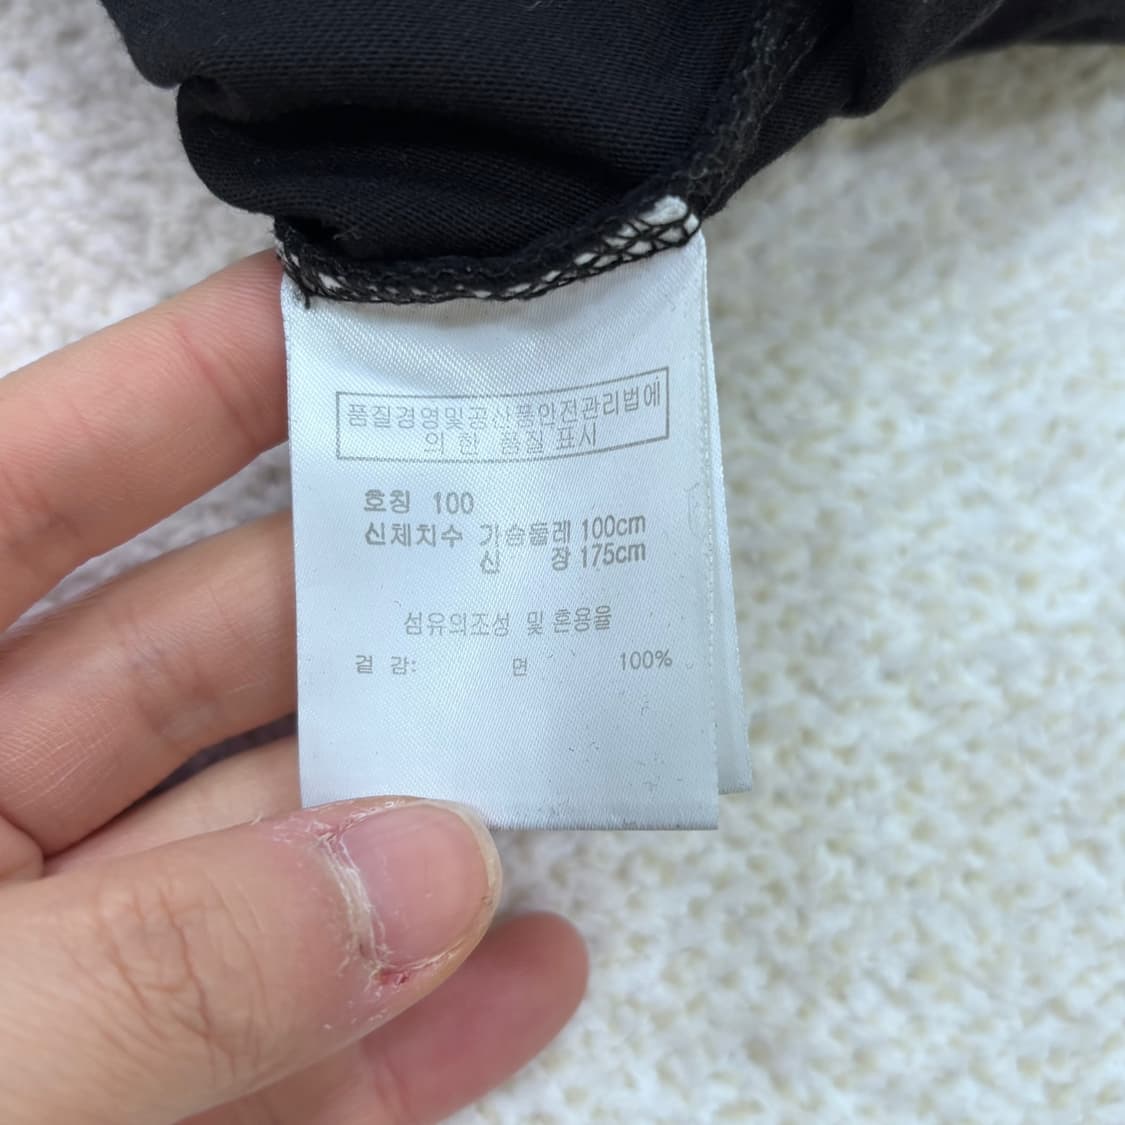 품질경영및공산품안전관리법에
의 한 품질 표시
호칭 100
신체치수 가슴둘레 100cm
신 장 175cm
섬유의조성 및 혼용율
겉 감: 면 100%